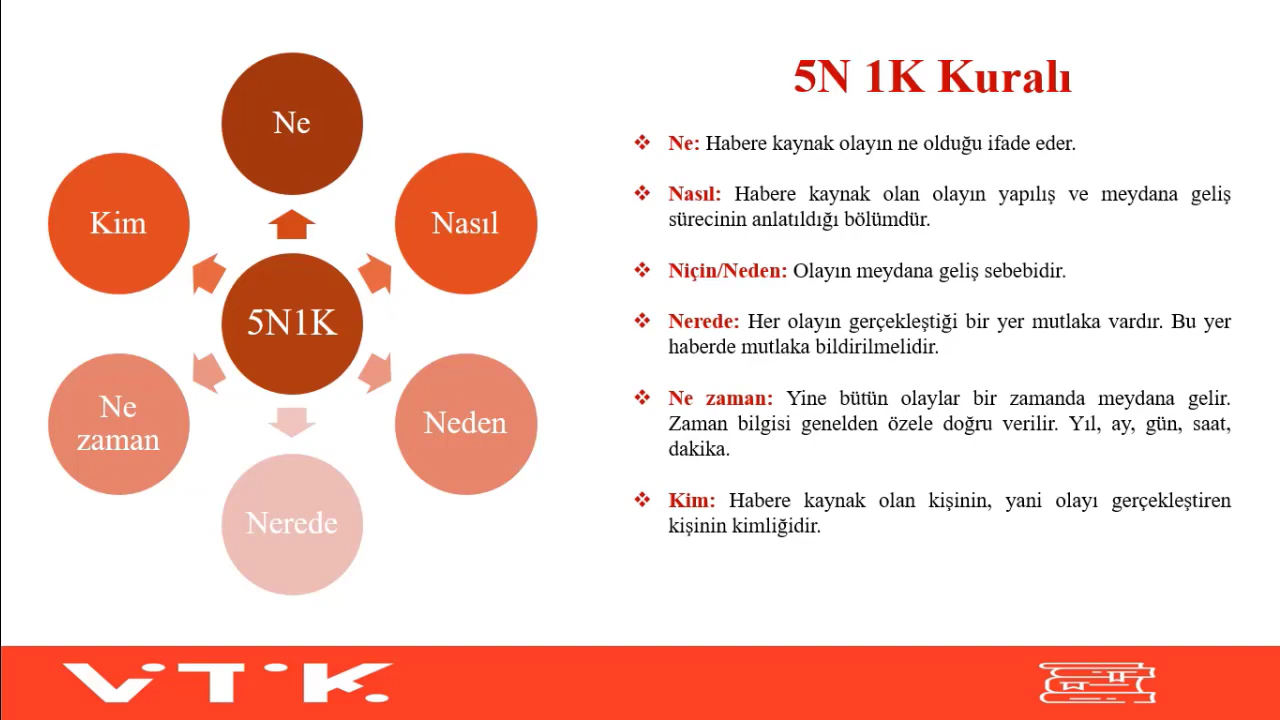 Ne
Kim
Nasıl
5N1K
Ne
zaman
Neden
Nerede
5N 1K Kuralı
❖ Ne: Habere kaynak olayın ne olduğu ifade eder.
❖ Nasıl: Habere kaynak olan olayın yapılış ve meydana geliş
sürecinin anlatıldığı bölümdür.
❖ Niçin/Neden: Olayın meydana geliş sebebidir.
❖ Nerede: Her olayın gerçekleştiği bir yer mutlaka vardır. Bu yer
haberde mutlaka bildirilmelidir.
❖ Ne zaman: Yine bütün olaylar bir zamanda meydana gelir.
Zaman bilgisi genelden özele doğru verilir. Yıl, ay, gün, saat,
dakika.
❖ Kim: Habere kaynak olan kişinin, yani olayı gerçekleştiren
kişinin kimliğidir.
VİTİK